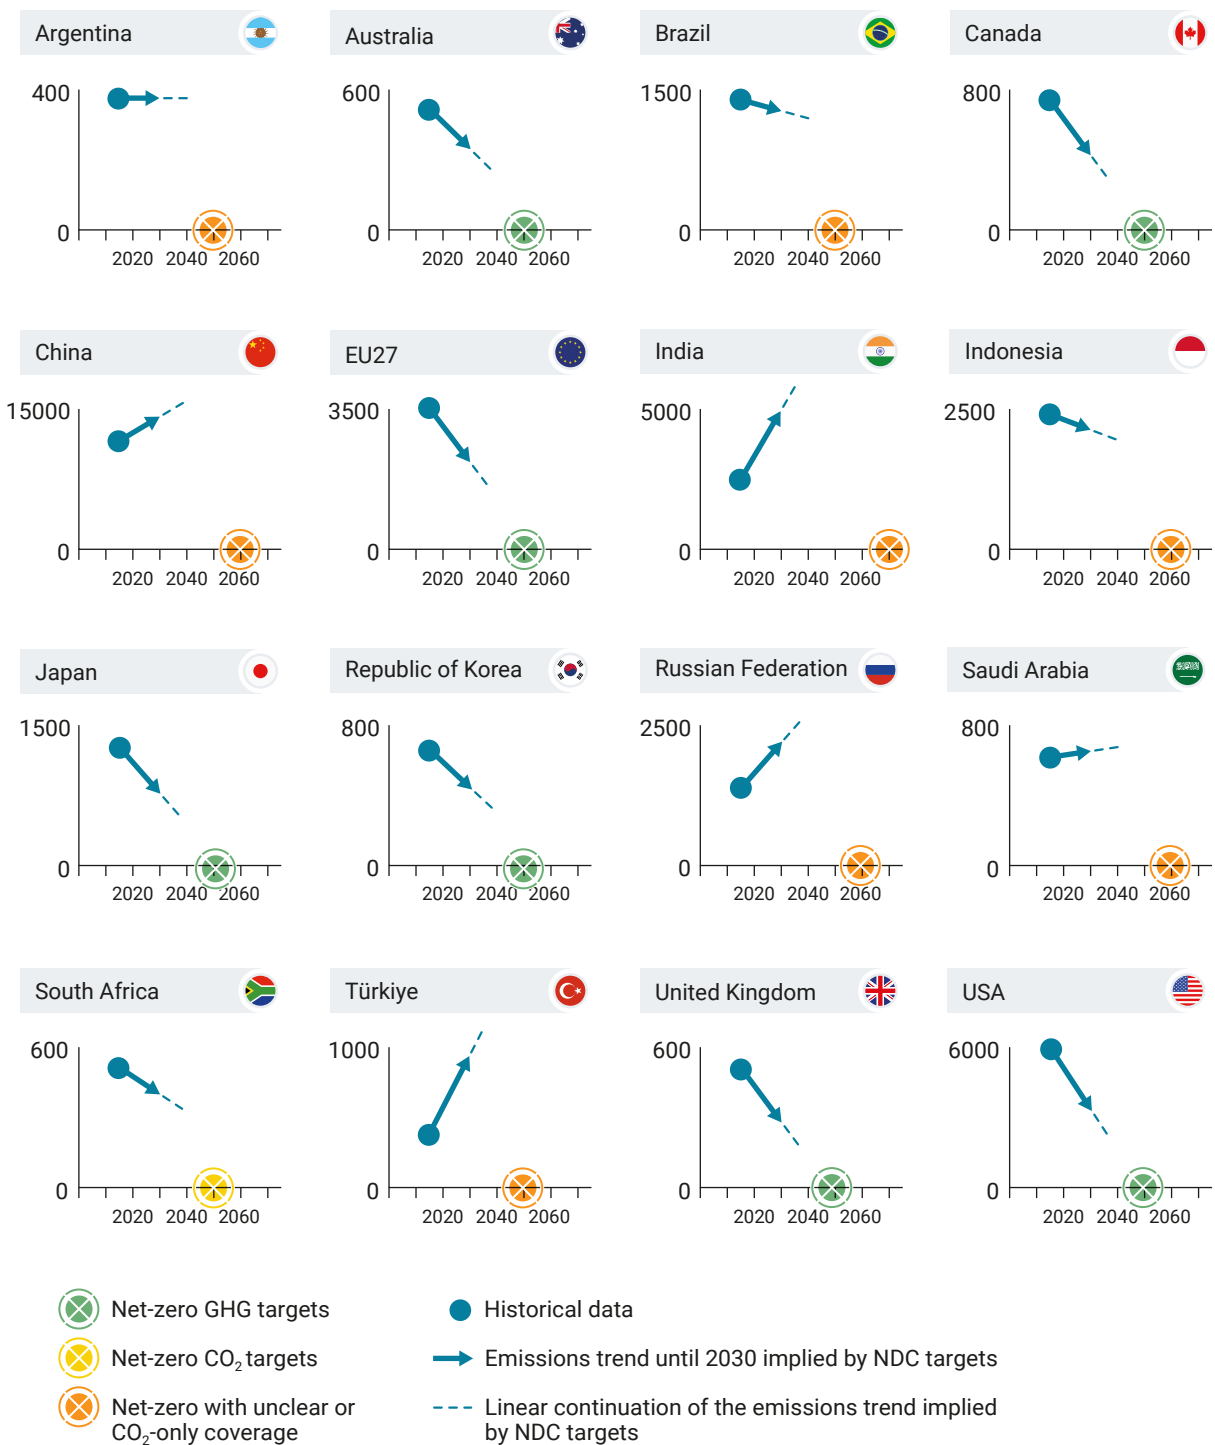 Argentina
400
0
2020 2040 2060
Australia
600
0
2020 2040 2060
Brazil
1500
0
2020 2040 2060
Canada
800
0
2020 2040 2060
China
15000
0
2020 2040 2060
EU27
3500
0
2020 2040 2060
India
5000
0
2020 2040 2060
Indonesia
2500
0
2020 2040 2060
Japan
1500
0
2020 2040 2060
Republic of Korea
800
0
2020 2040 2060
Russian Federation
2500
0
2020 2040 2060
Saudi Arabia
800
0
2020 2040 2060
South Africa
600
0
2020 2040 2060
Türkiye
1000
0
2020 2040 2060
United Kingdom
600
0
2020 2040 2060
USA
6000
0
2020 2040 2060
Net-zero GHG targets
Net-zero CO₂ targets
Net-zero with unclear or
CO₂-only coverage
Historical data
Emissions trend until 2030 implied by NDC targets
Linear continuation of the emissions trend implied
by NDC targets